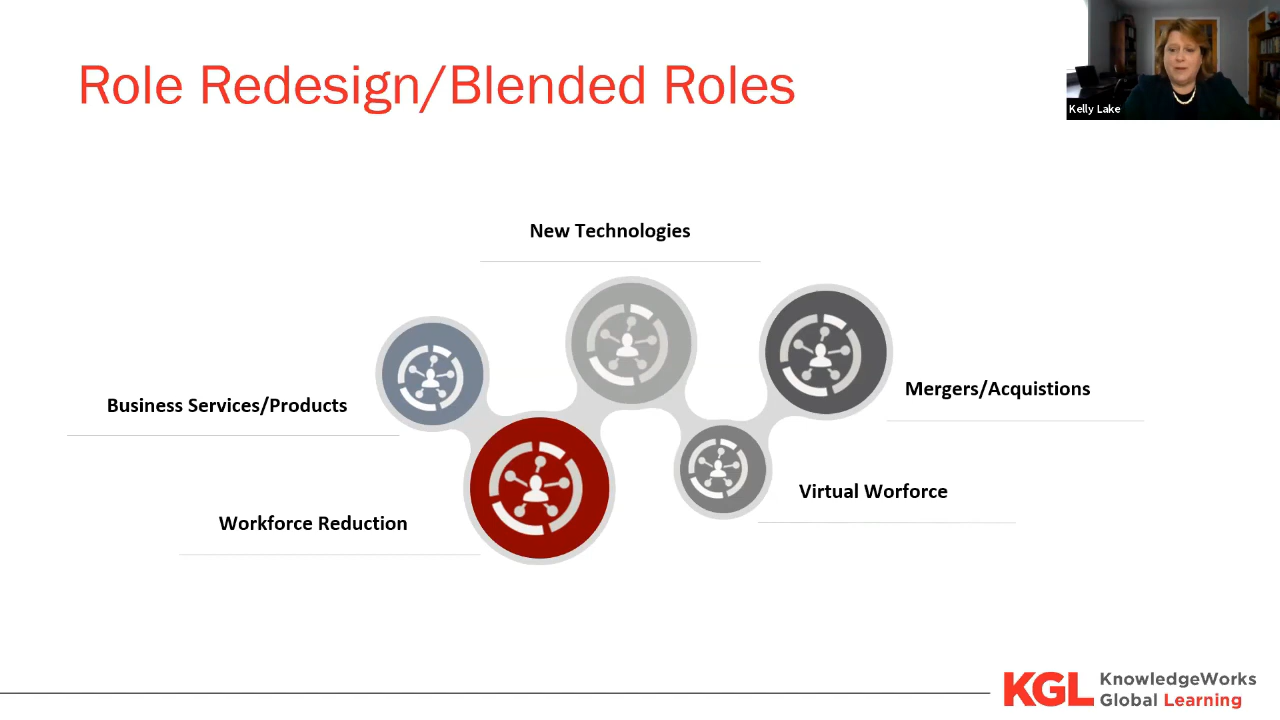 Role Redesign/Blended Roles
Kelly Lake
New Technologies
Business Services/Products
Mergers/Acquistions
Virtual Worforce
Workforce Reduction
KGL KnowledgeWorks
Global Learning